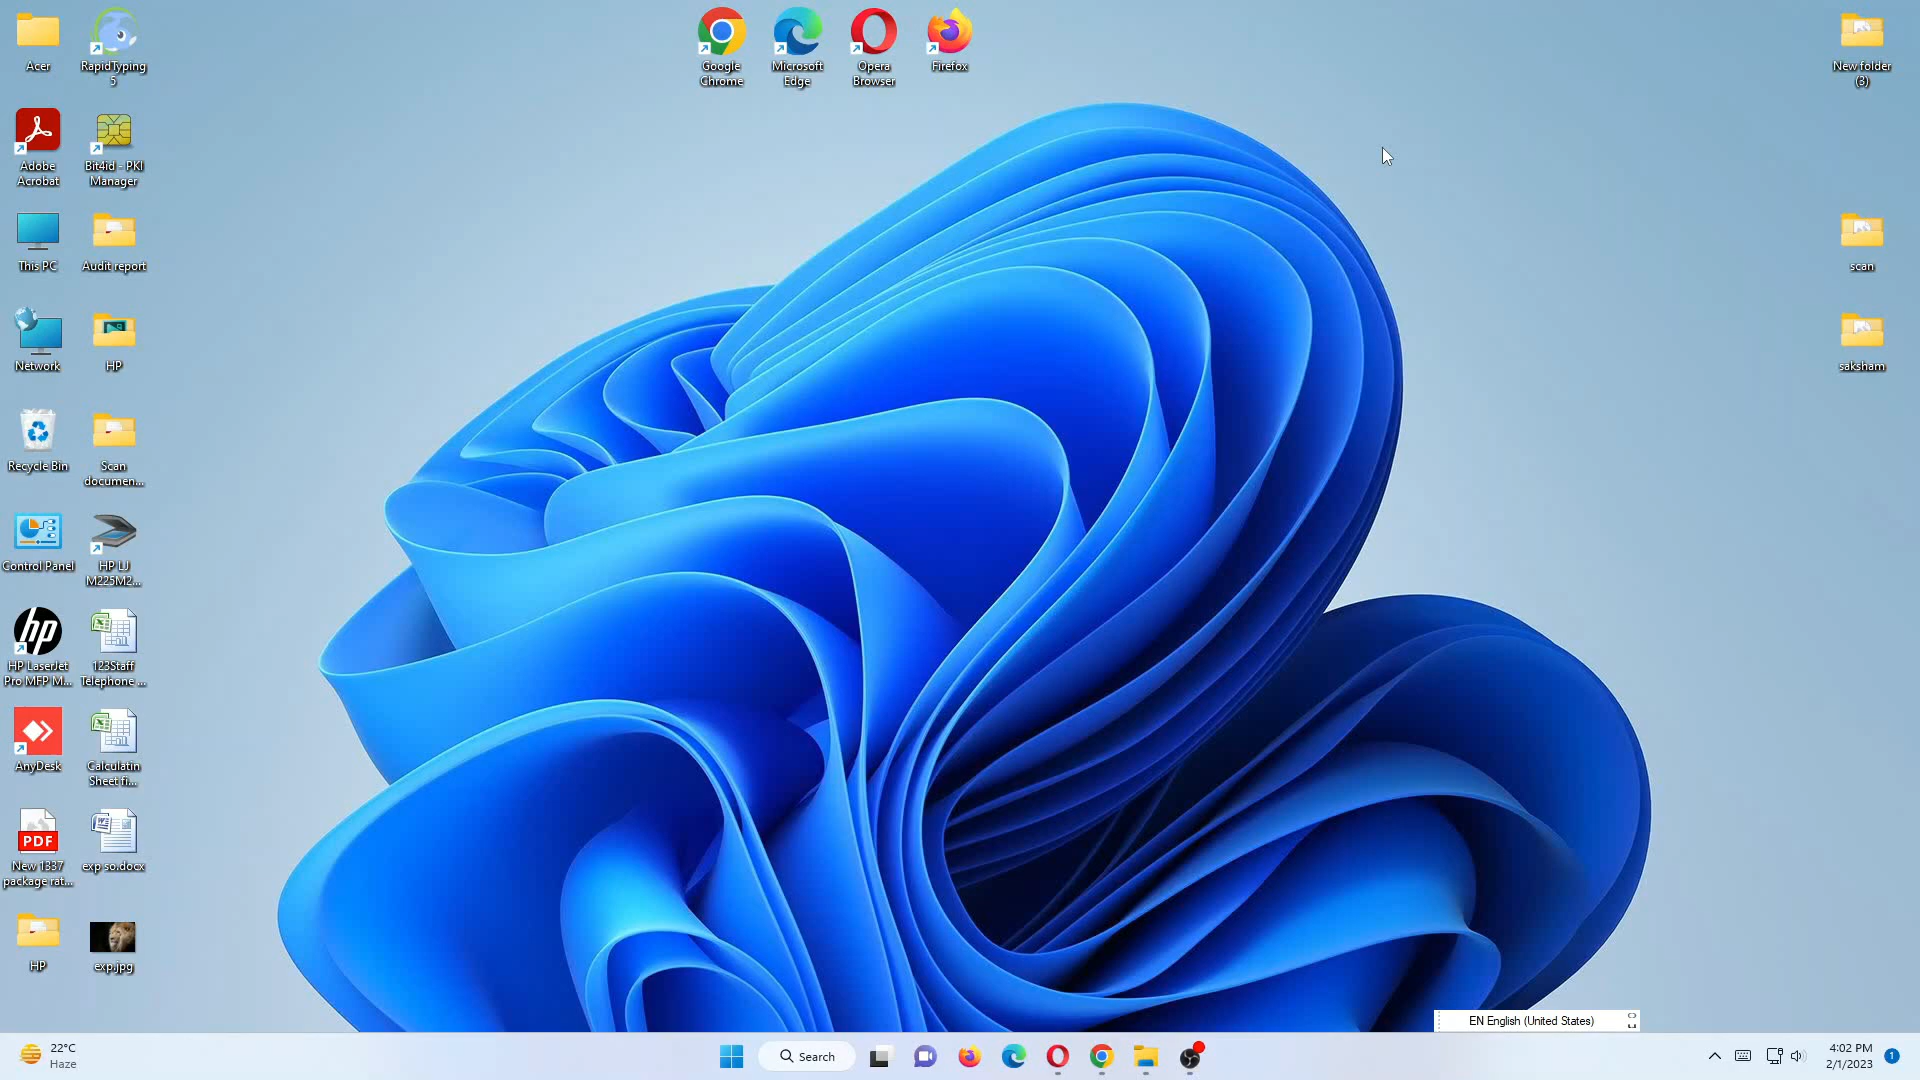 Acer
RapidTyping
5
Google
Chrome
Microsoft
Edge
Opera
Browser
Firefox
New folder
(3)
Adobe
Acrobat
Bit4id - PKI
Manager
This PC
Audit report
scan
Network
HP
saksham
Recycle Bin
Scan
documen...
Control Panel
HP LJ
M225M2...
hp
HP LaserJet
Pro MFP M...
123Staff
Telephone ...
AnyDesk
Calculatin
Sheet fi...
PDF
New 1337
package rat...
exp so.docx
HP
exp.jpg
EN English (United States)
22°C
Haze
Search
4:02 PM
2/1/2023
1